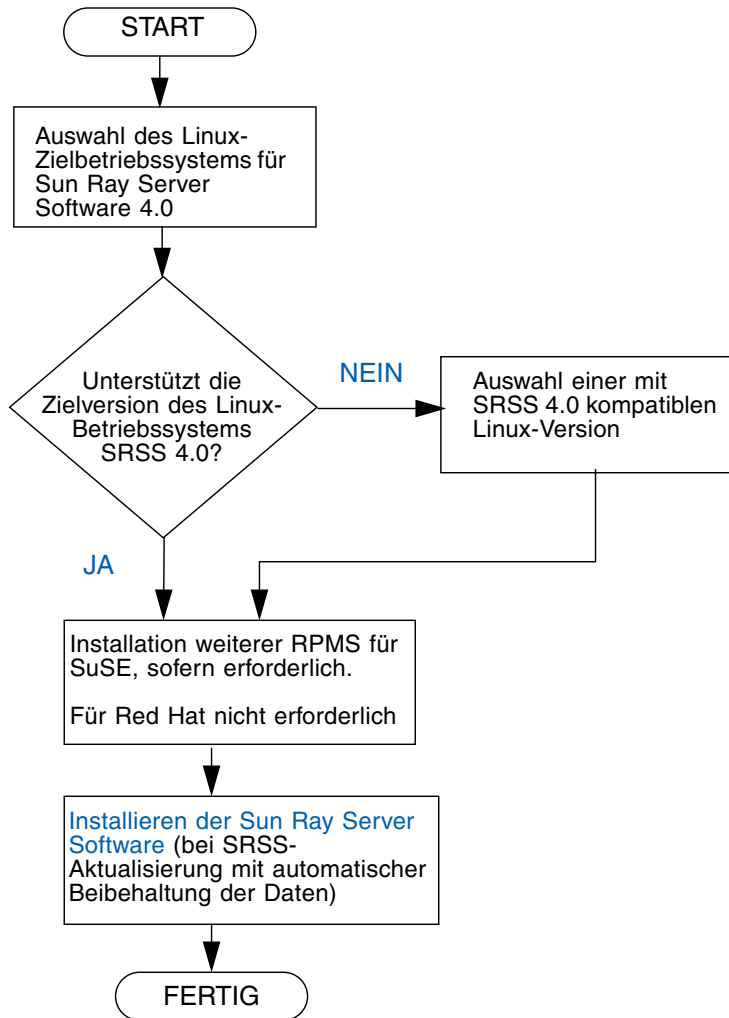 START
Auswahl des Linux-
Zielbetriebssystems für
Sun Ray Server
Software 4.0
Unterstützt die
Zielversion des Linux-
Betriebssystems
SRSS 4.0?
NEIN
Auswahl einer mit
SRSS 4.0 kompatiblen
Linux-Version
JA
Installation weiterer RPMS für
SuSE, sofern erforderlich.
Für Red Hat nicht erforderlich
Installieren der Sun Ray Server
Software (bei SRSS-
Aktualisierung mit automatischer
Beibehaltung der Daten)
FERTIG